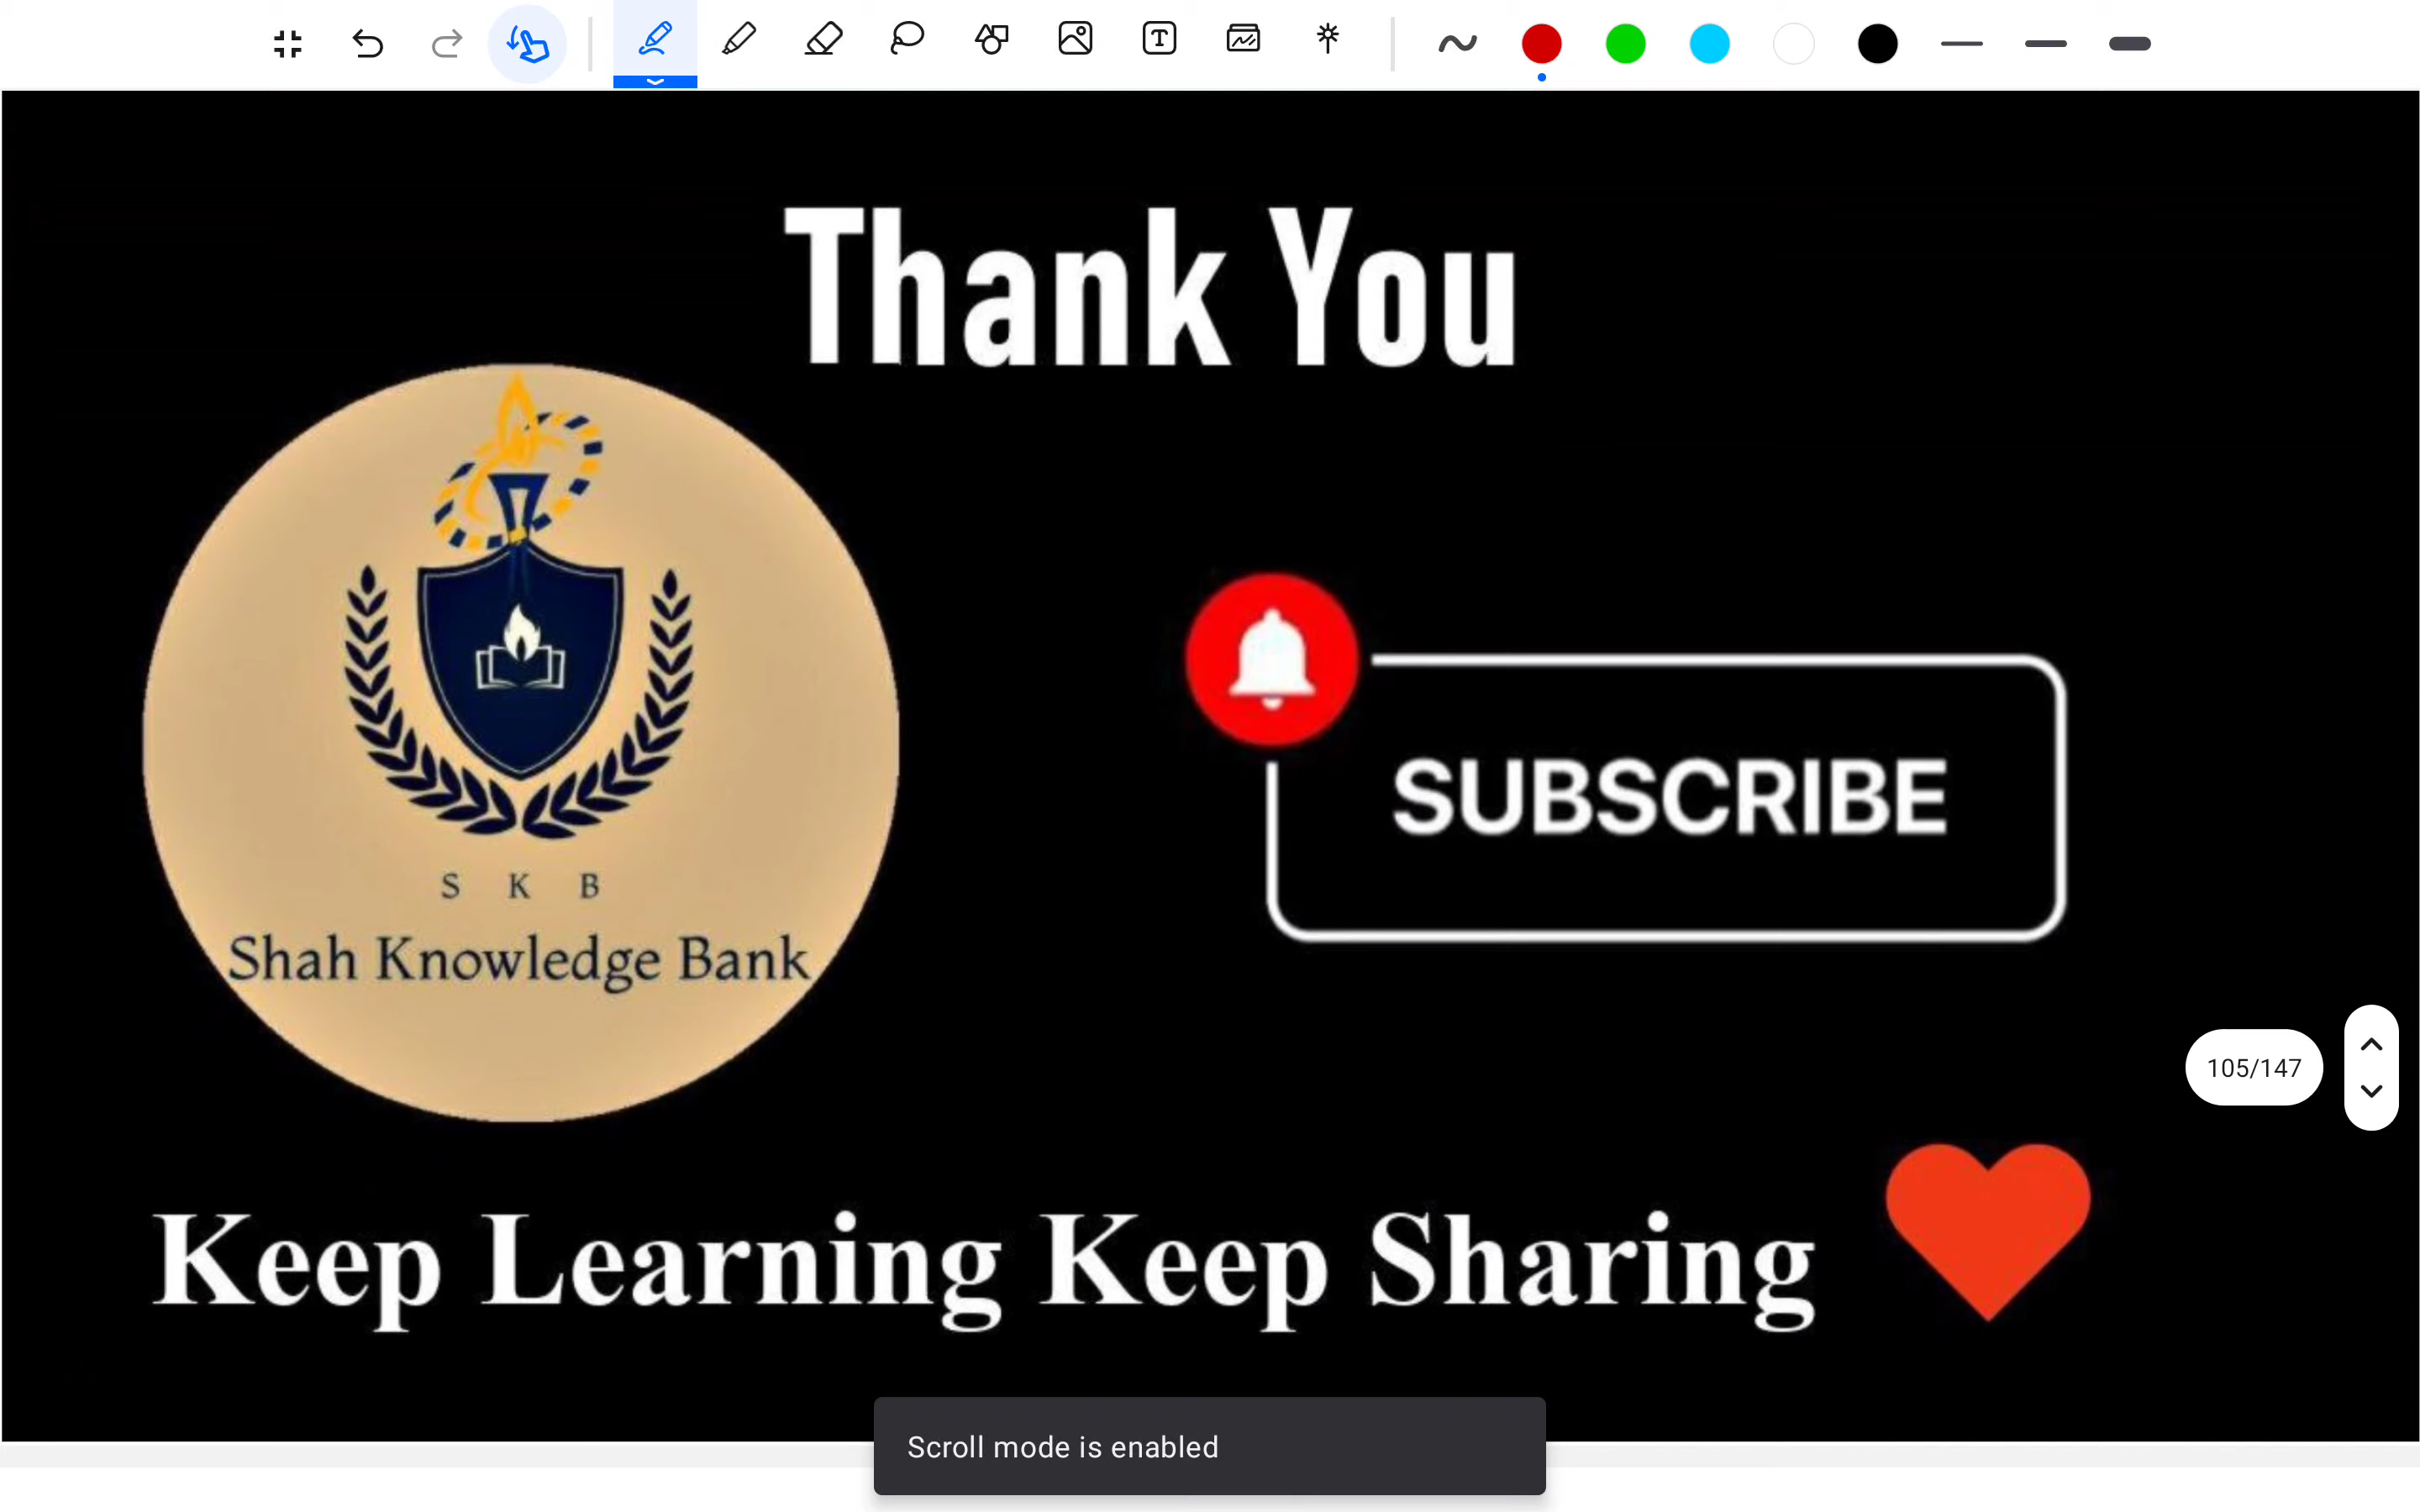 Thank You
S K B
Shah Knowledge Bank
SUBSCRIBE
105/147
Keep Learning Keep Sharing
Scroll mode is enabled